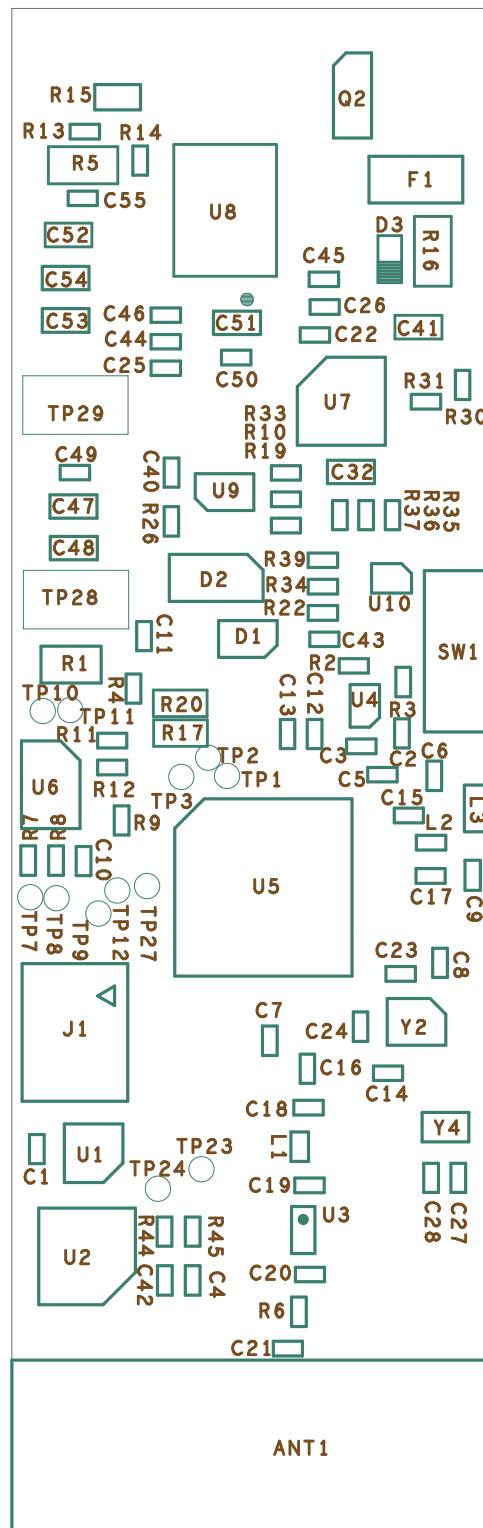 R15
Q2
R13
R14
R5
F1
C55
U8
D3
C52
R16
C54
C45
C46
C26
C53
C51
C41
C44
C22
C25
C50
R31
U7
TP29
R33
R30
R10
R19
C49
C40
C32
U9
C47
R26
R37
R36
R35
C48
R39
D2
R34
TP28
U10
R22
C11
D1
C43
SW1
R1
R2
R4
U4
TP10
R20
C13
C12
R3
TP11
R11
R17
C3
C2
TP2
C6
U6
R12
TP3
TP1
C5
L3
R7
R8
R9
C15
L2
C10
U5
C17
C9
TP7
TP8
TP9
TP12
TP27
C23
C8
J1
C7
C24
Y2
C16
C14
C18
Y4
U1
L1
C1
TP23
TP24
C19
C28
C27
U3
R44
R45
U2
C42
C4
C20
R6
C21
ANT1